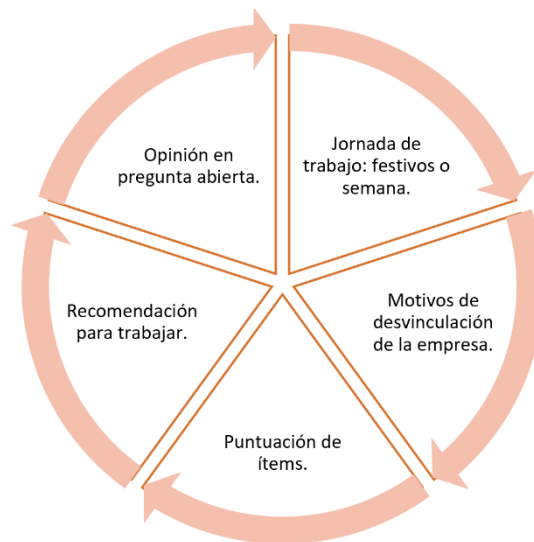 Jornada de
trabajo: festivos o
semana.
Motivos de
desvinculación
de la empresa.
Puntuación de
ítems.
Recomendación
para trabajar.
Opinión en
pregunta abierta.